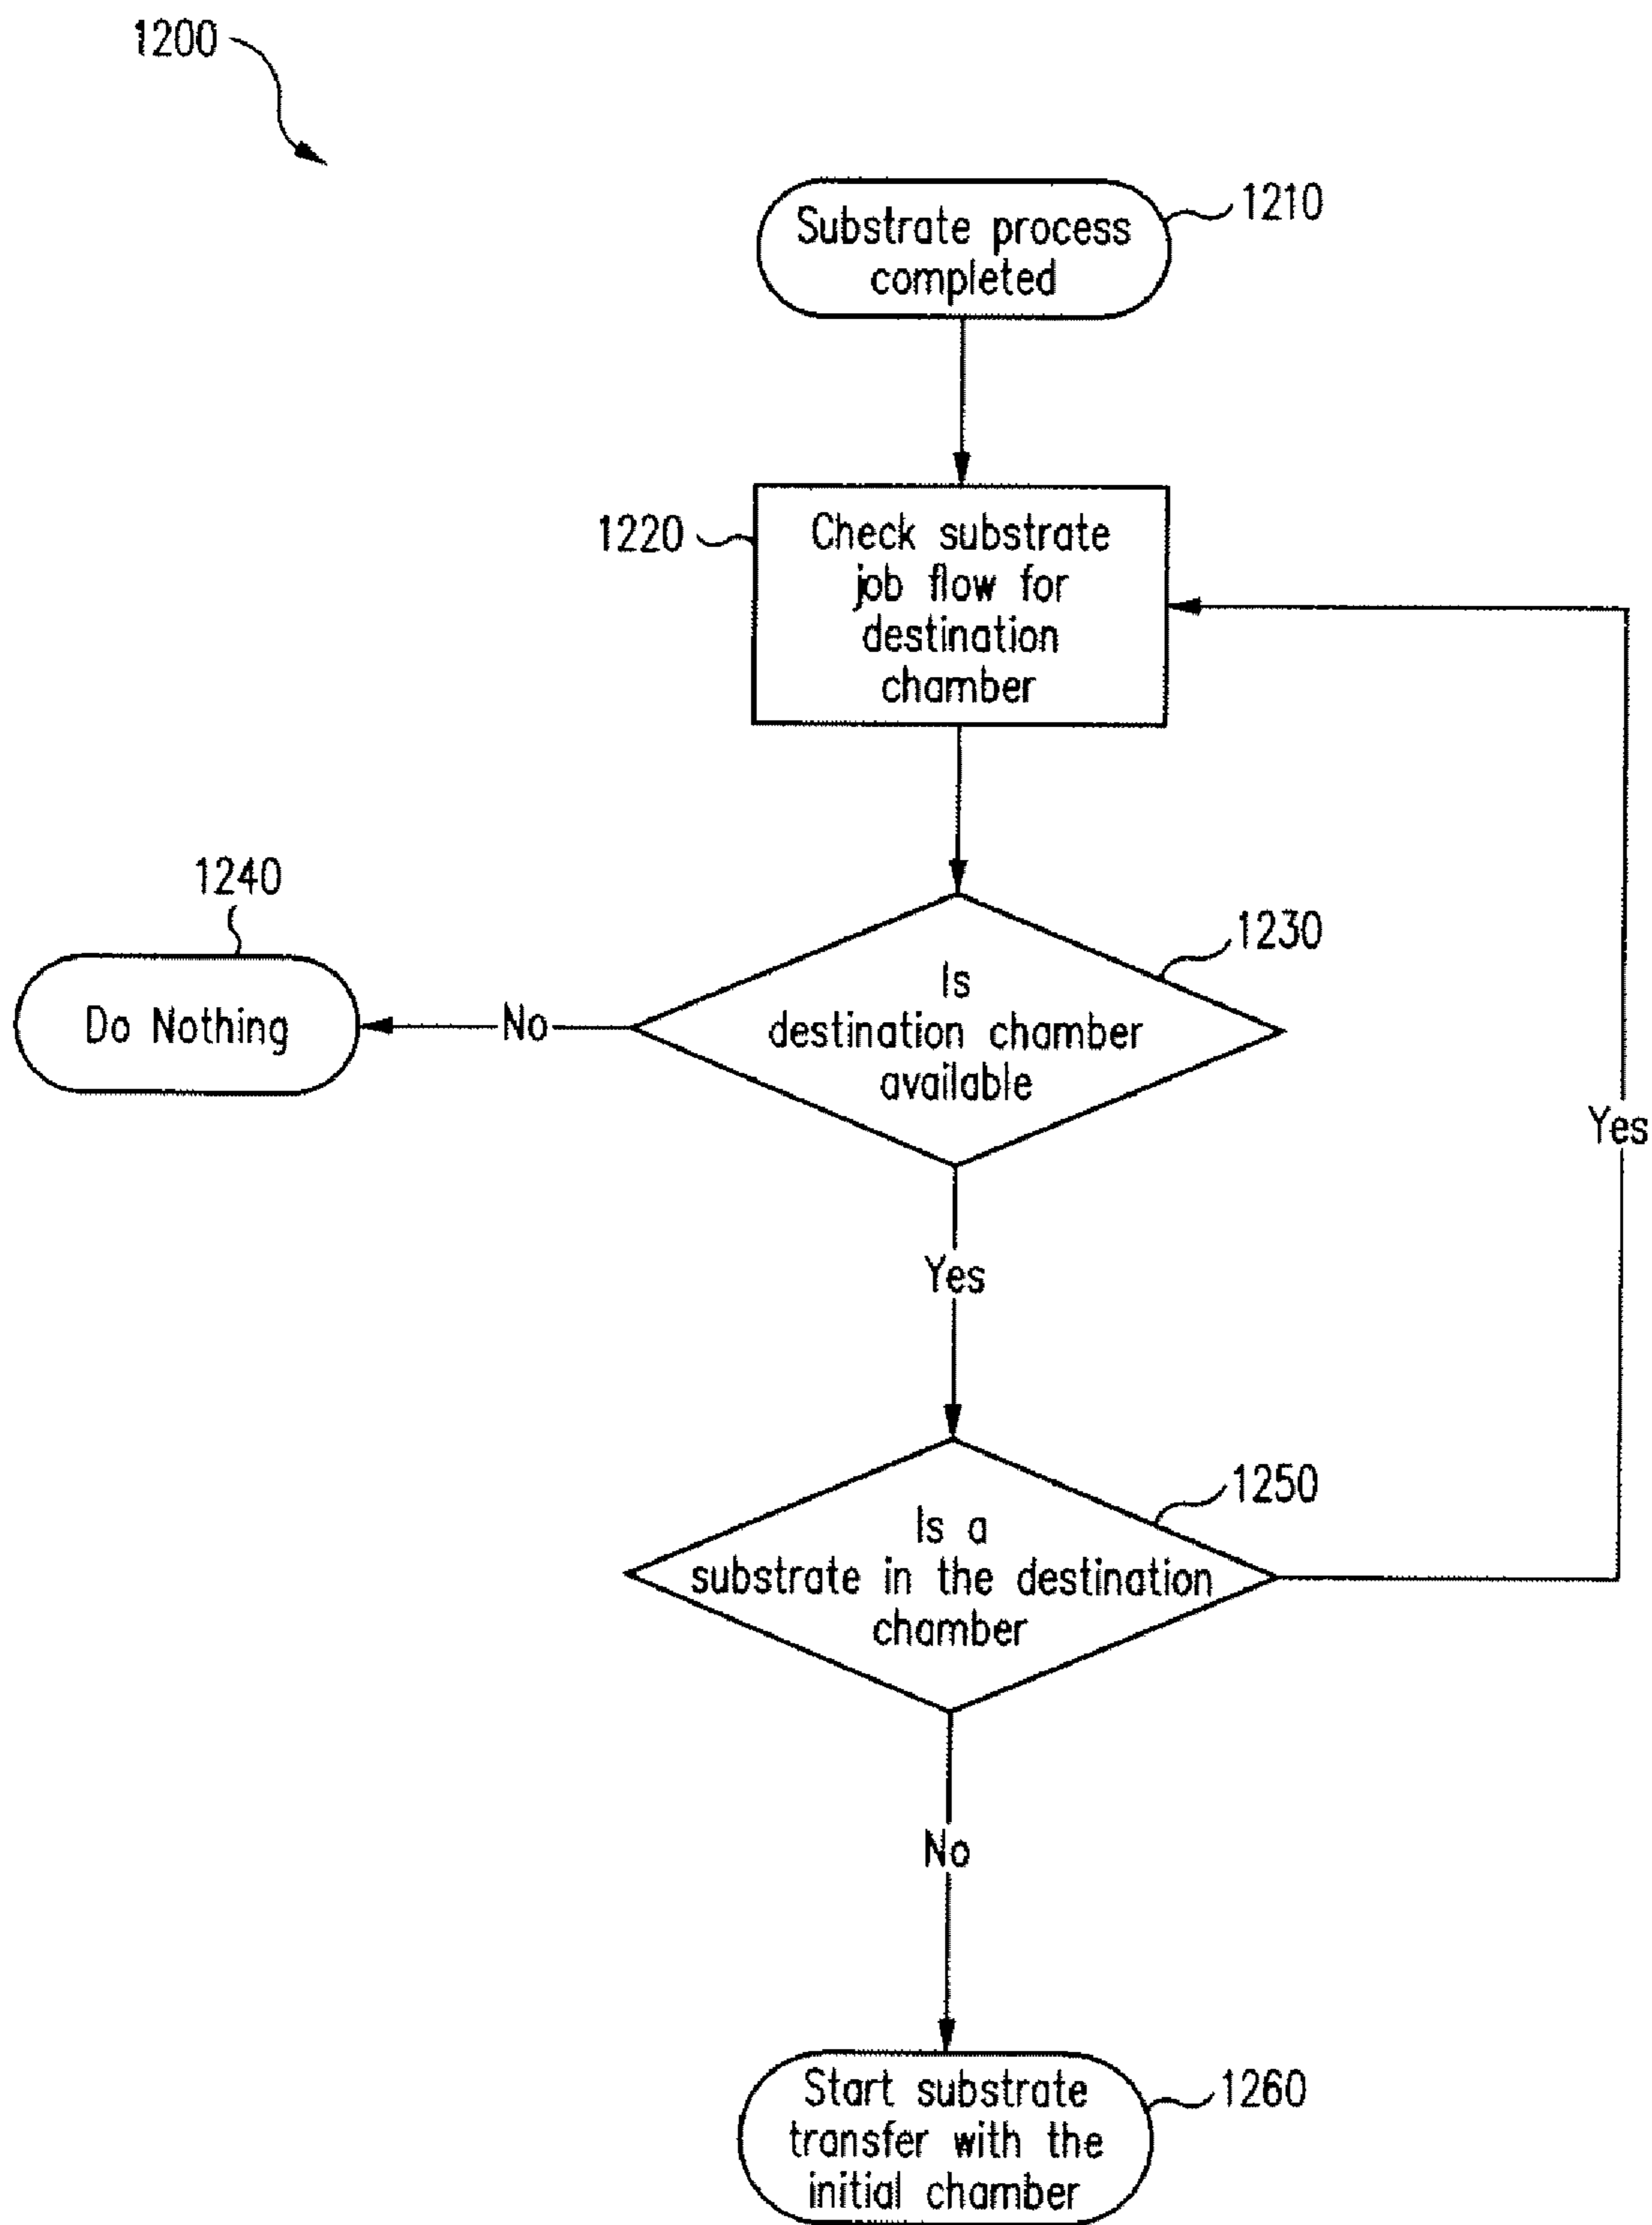 1200
1210
Substrate process
completed
1220
Check substrate
job flow for
destination
chamber
1240
Do Nothing
No
1230
Is
destination chamber
available
Yes
Yes
1250
Is a
substrate in the destination
chamber
No
1260
Start substrate
transfer with the
initial chamber